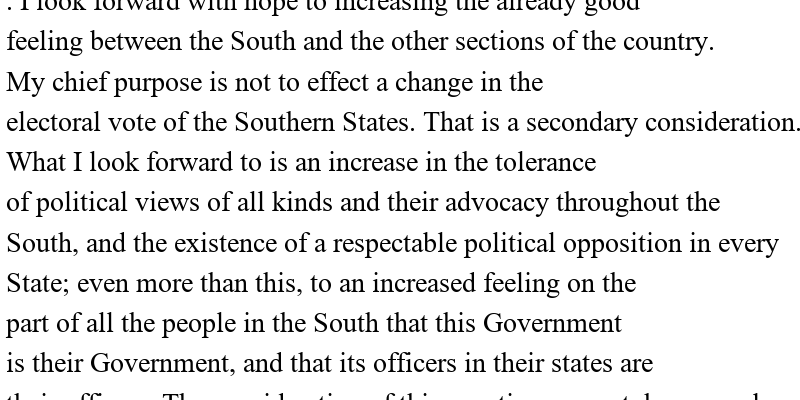 . I look forward with hope to increasing the already good
feeling between the South and the other sections of the country.
My chief purpose is not to effect a change in the
electoral vote of the Southern States. That is a secondary consideration.
What I look forward to is an increase in the tolerance
of political views of all kinds and their advocacy throughout the
South, and the existence of a respectable political opposition in every
State; even more than this, to an increased feeling on the
part of all the people in the South that this Government
is their Government, and that its officers in their states are